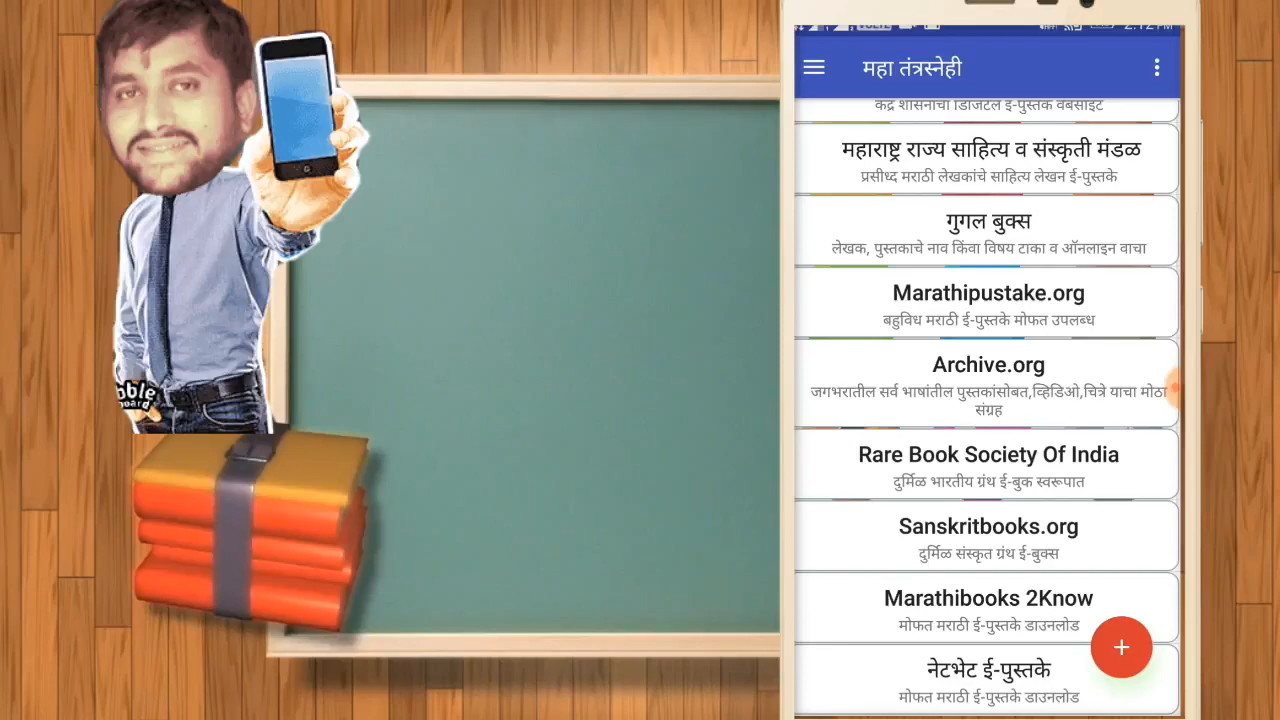 महा तंत्रस्नेही
केंद्र शासनाची डिजिटल ई-पुस्तके वेबसाइट
महाराष्ट्र राज्य साहित्य व संस्कृती मंडळ
प्रसीध्द मराठी लेखकांचे साहित्य लेखन ई-पुस्तके
गुगल बुक्स
लेखक, पुस्तकाचे नाव किंवा विषय टाका व ऑनलाइन वाचा
Marathipustake.org
बहुविध मराठी ई-पुस्तके मोफत उपलब्ध
Archive.org
जगभरातील सर्व भाषांतील पुस्तकांसोबत,व्हिडिओ,चित्रे याचा मोठा
संग्रह
Rare Book Society Of India
दुर्मिळ भारतीय ग्रंथ ई-बुक स्वरूपात
Sanskritbooks.org
दुर्मिळ संस्कृत ग्रंथ ई-बुक्स
Marathibooks 2Know
मोफत मराठी ई-पुस्तके डाउनलोड
नेटभेट ई-पुस्तके
मोफत मराठी ई-पुस्तके डाउनलोड